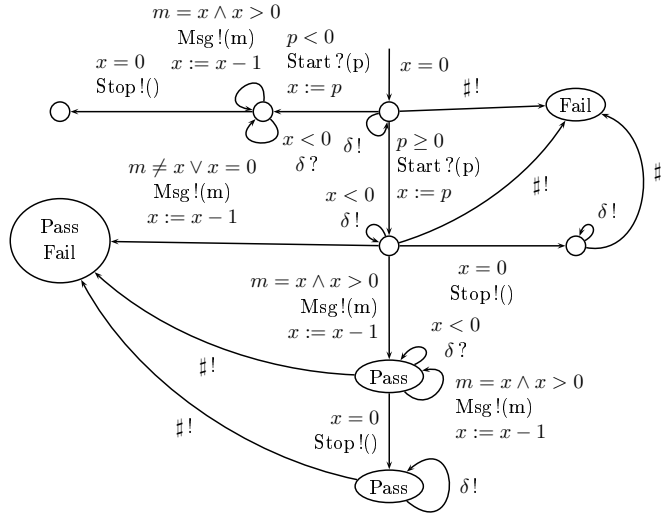 m = x ∧ x > 0
Msg!(m)
x := x − 1
p < 0
Start?(p)
x := p
x = 0
x = 0
Stop!()
♯!
Fail
x < 0
δ?
δ!
p ≥ 0
Start?(p)
x := p
m ≠ x ∨ x = 0
Msg!(m)
x := x − 1
♯
♯!
x < 0
δ!
δ!
Pass
Fail
x = 0
Stop!()
m = x ∧ x > 0
Msg!(m)
x := x − 1
x < 0
δ?
♯!
Pass
m = x ∧ x > 0
Msg!(m)
x := x − 1
x = 0
Stop!()
♯!
Pass
δ!